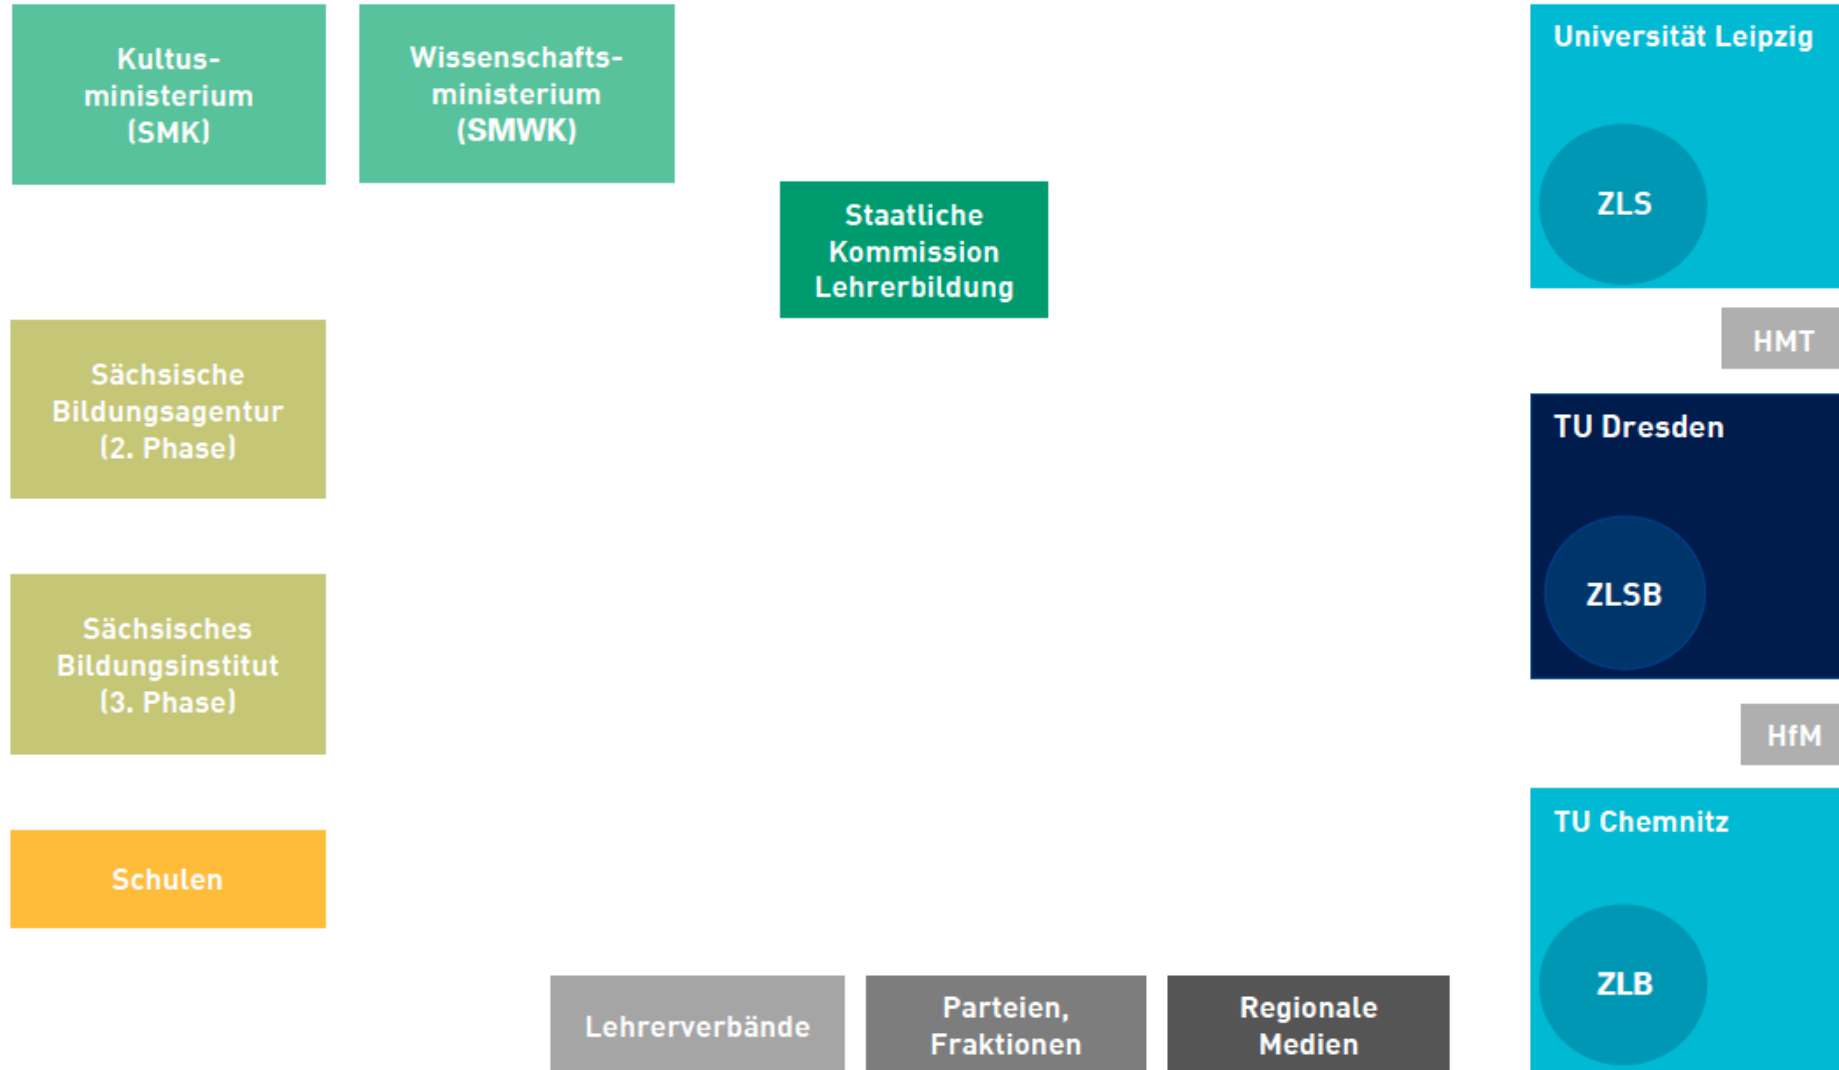 Kultus-
ministerium
(SMK)
Wissenschafts-
ministerium
(SMWK)
Staatliche
Kommission
Lehrerbildung
Sächsische
Bildungsagentur
(2. Phase)
Sächsisches
Bildungsinstitut
(3. Phase)
Schulen
Lehrerverbände
Parteien,
Fraktionen
Regionale
Medien
Universität Leipzig
ZLS
HMT
TU Dresden
ZLSB
HfM
TU Chemnitz
ZLB